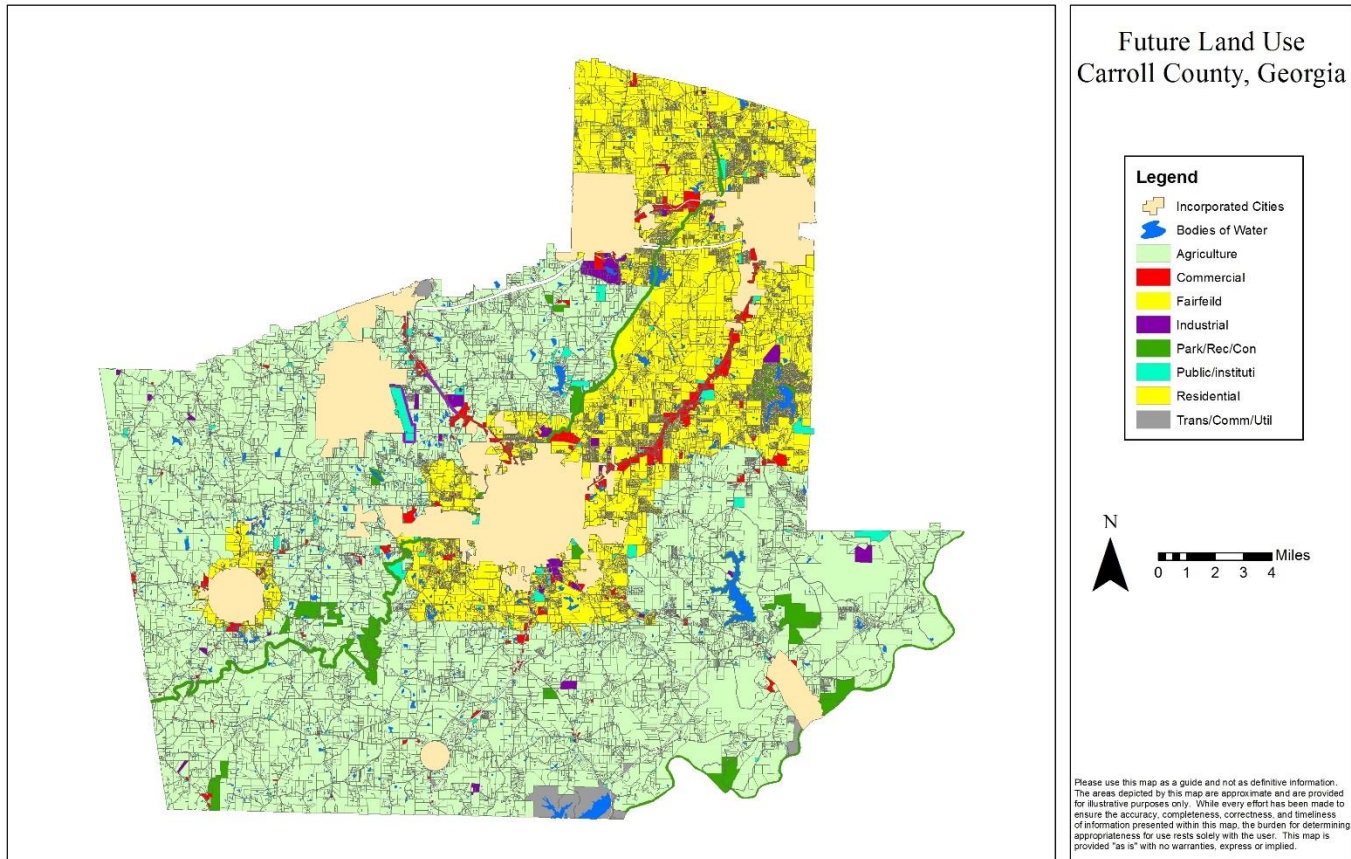 Future Land Use
Carroll County, Georgia
Legend
Incorporated Cities
Bodies of Water
Agriculture
Commercial
Fairfeild
Industrial
Park/Rec/Con
Public/instituti
Residential
Trans/Comm/Util
N
Miles
0 1 2 3 4
Please use this map as a guide and not as definitive information.
The areas depicted by this map are approximate and are provided
for illustrative purposes only. While every effort has been made to
ensure the accuracy, completeness, correctness, and timeliness
of information presented within this map, the burden for determining
appropriateness for use rests solely with the user. This map is
provided "as is" with no warranties, express or implied.